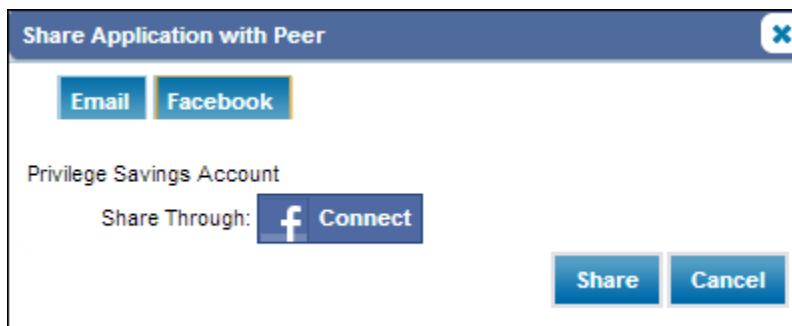 Share Application with Peer
Email Facebook
Privilege Savings Account
Share Through: f Connect
Share Cancel